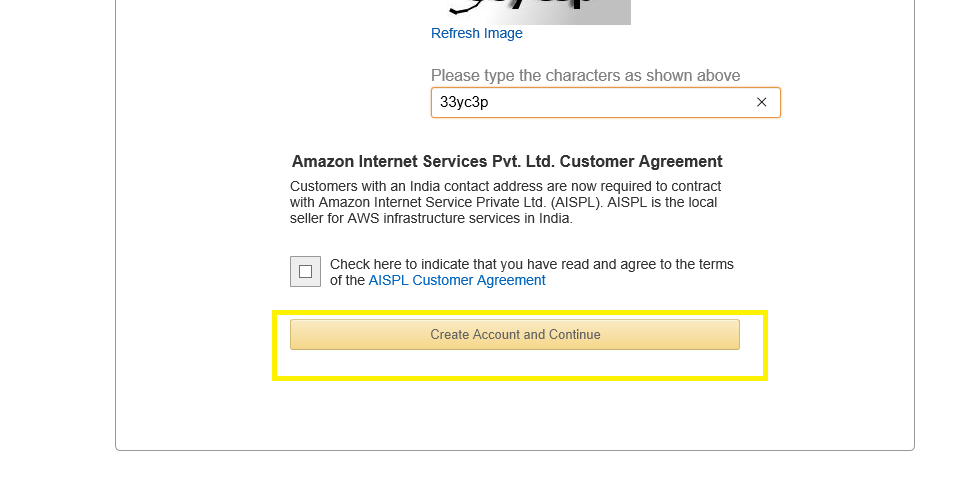 Refresh Image
Please type the characters as shown above
33yc3p
Amazon Internet Services Pvt. Ltd. Customer Agreement
Customers with an India contact address are now required to contract
with Amazon Internet Service Private Ltd. (AISPL). AISPL is the local
seller for AWS infrastructure services in India.
Check here to indicate that you have read and agree to the terms
of the AISPL Customer Agreement
Create Account and Continue